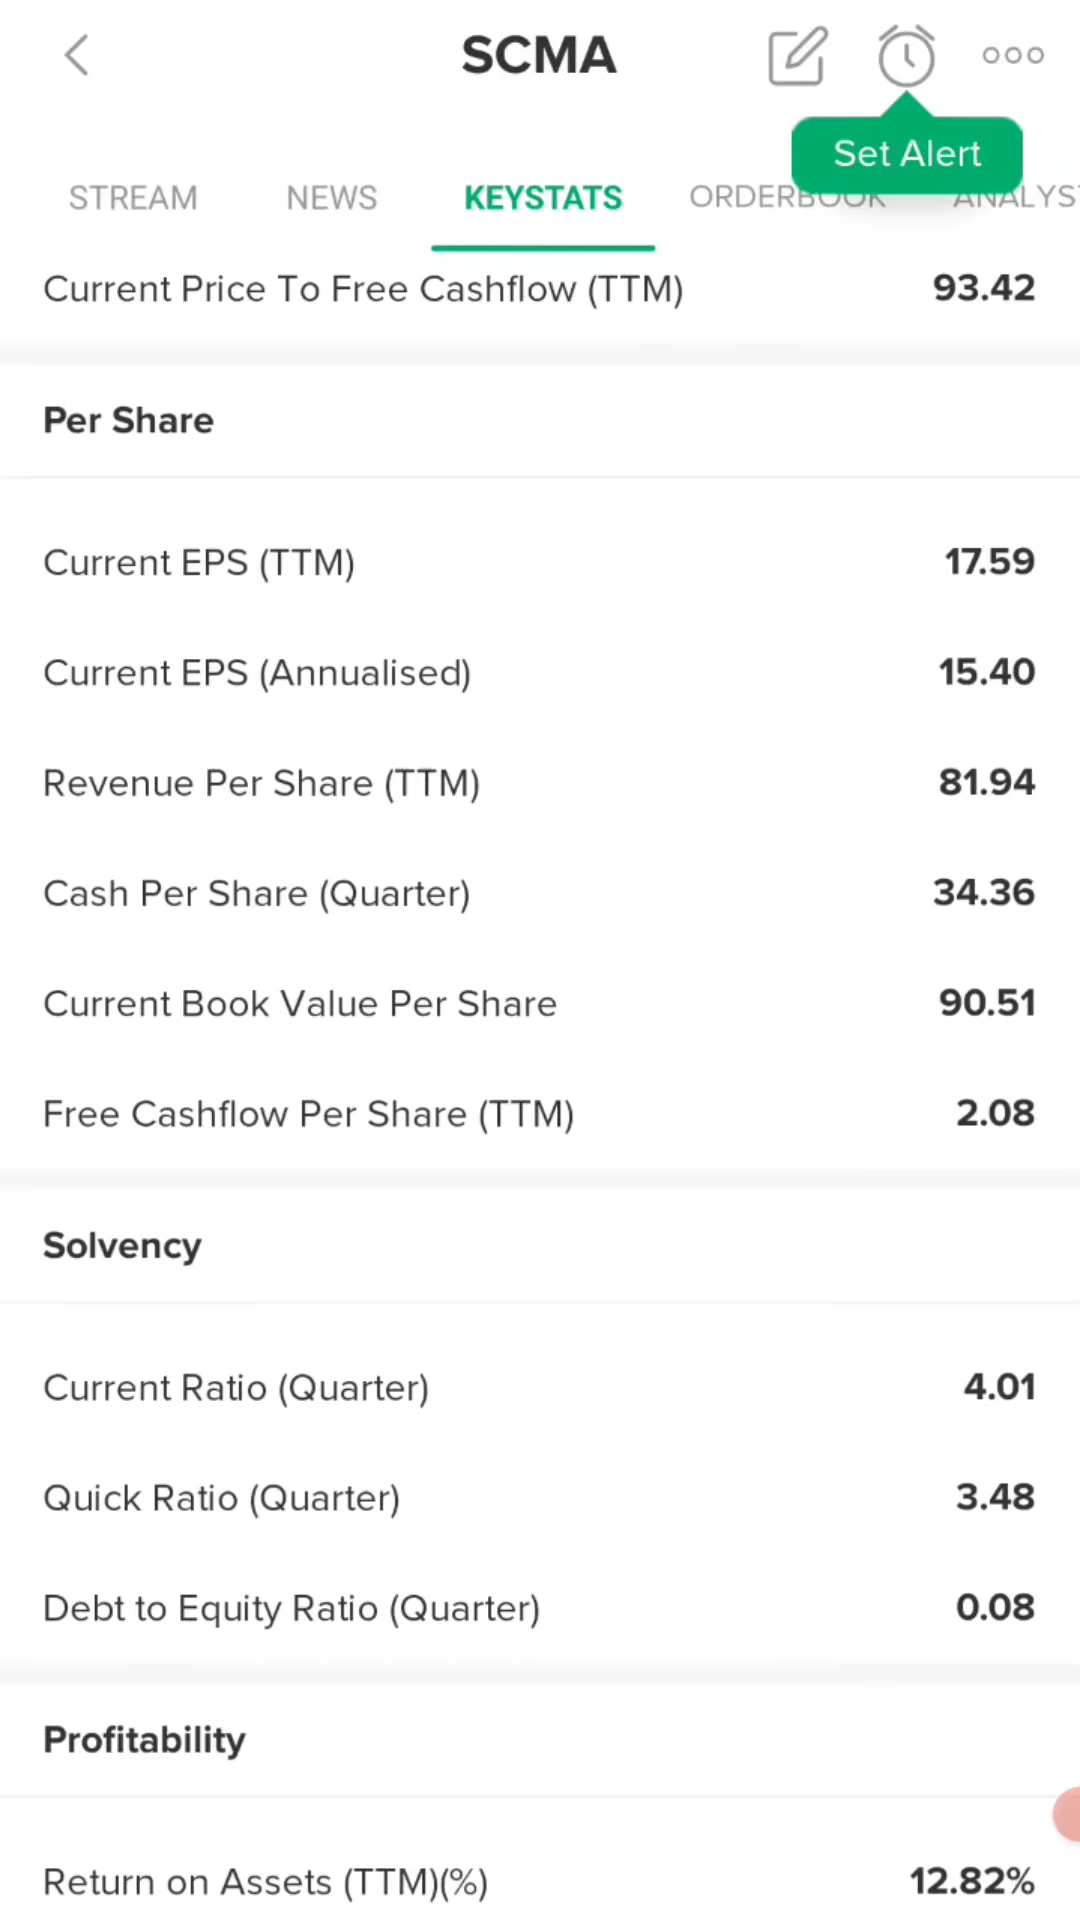 SCMA
Set Alert
STREAM NEWS KEYSTATS ORDERBOOK ANALYS
Current Price To Free Cashflow (TTM) 93.42
Per Share
Current EPS (TTM) 17.59
Current EPS (Annualised) 15.40
Revenue Per Share (TTM) 81.94
Cash Per Share (Quarter) 34.36
Current Book Value Per Share 90.51
Free Cashflow Per Share (TTM) 2.08
Solvency
Current Ratio (Quarter) 4.01
Quick Ratio (Quarter) 3.48
Debt to Equity Ratio (Quarter) 0.08
Profitability
Return on Assets (TTM)(%) 12.82%